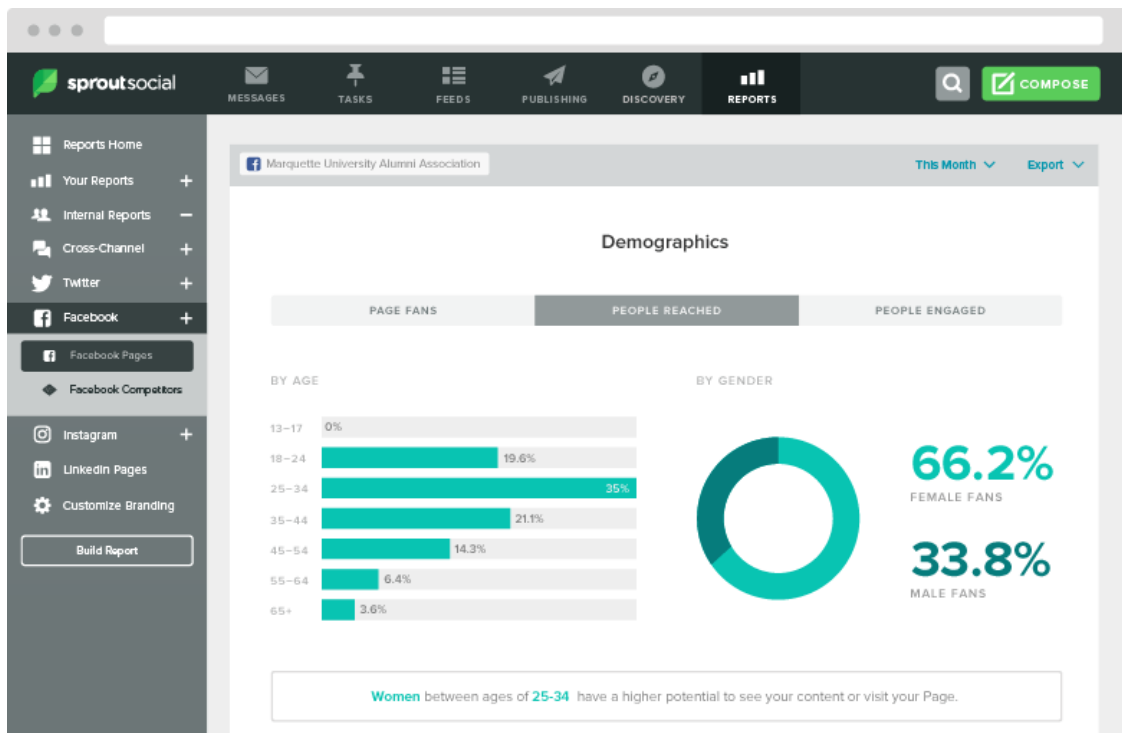 sproutsocial
MESSAGES
TASKS
FEEDS
PUBLISHING
DISCOVERY
REPORTS
COMPOSE
Reports Home
Your Reports
Internal Reports
Cross-Channel
Twitter
Facebook
Facebook Pages
Facebook Competitors
Instagram
LinkedIn Pages
Customize Branding
Build Report
Marquette University Alumni Association
This Month
Export
Demographics
PAGE FANS
PEOPLE REACHED
PEOPLE ENGAGED
BY AGE
13–17 0%
18–24 19.6%
25–34 35%
35–44 21.1%
45–54 14.3%
55–64 6.4%
65+ 3.6%
BY GENDER
66.2%
FEMALE FANS
33.8%
MALE FANS
Women between ages of 25-34 have a higher potential to see your content or visit your Page.